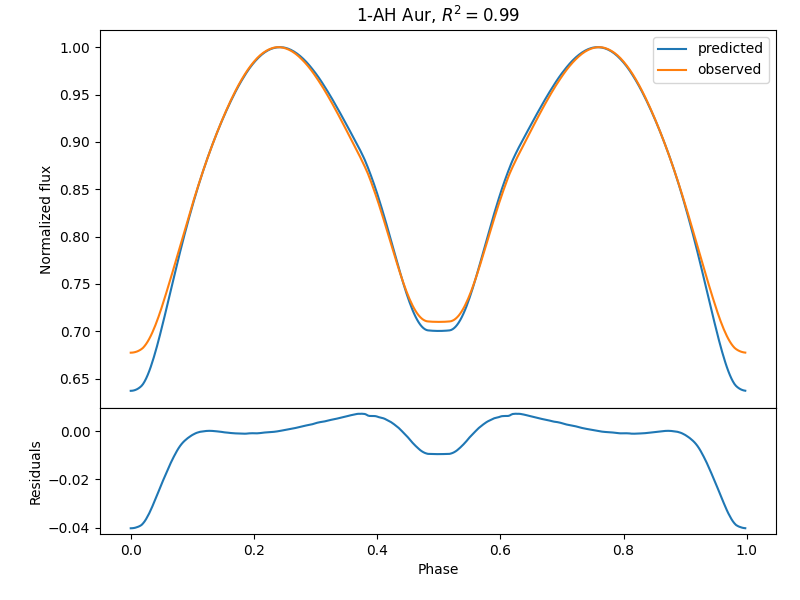 1-AH Aur, $R^2 = 0.99$
predicted
observed
1.00
0.95
0.90
0.85
0.80
0.75
0.70
0.65
Normalized flux
0.00
−0.02
−0.04
Residuals
0.0 0.2 0.4 0.6 0.8 1.0
Phase